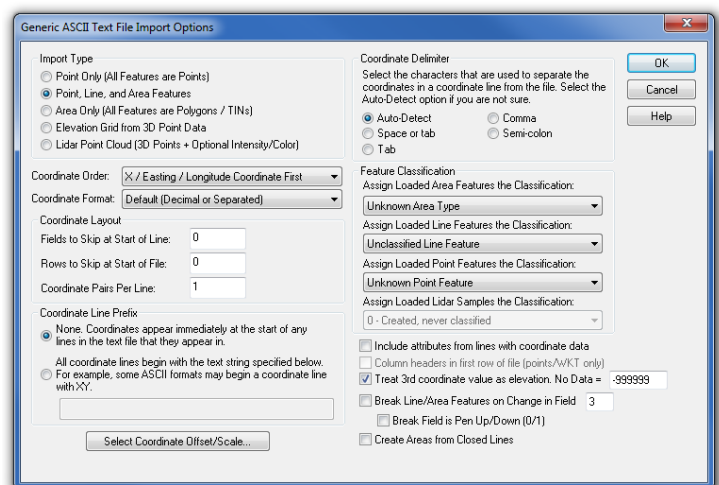 Generic ASCII Text File Import Options
Import Type
Point Only (All Features are Points)
Point, Line, and Area Features
Area Only (All Features are Polygons / TINs)
Elevation Grid from 3D Point Data
Lidar Point Cloud (3D Points + Optional Intensity/Color)
Coordinate Order: X / Easting / Longitude Coordinate First
Coordinate Format: Default (Decimal or Separated)
Coordinate Layout
Fields to Skip at Start of Line: 0
Rows to Skip at Start of File: 0
Coordinate Pairs Per Line: 1
Coordinate Line Prefix
None. Coordinates appear immediately at the start of any
lines in the text file that they appear in.
All coordinate lines begin with the text string specified below.
For example, some ASCII formats may begin a coordinate line
with XY.
Select Coordinate Offset/Scale...
Coordinate Delimiter
Select the characters that are used to separate the
coordinates in a coordinate line from the file. Select the
Auto-Detect option if you are not sure.
Auto-Detect Comma
Space or tab Semi-colon
Tab
Feature Classification
Assign Loaded Area Features the Classification:
Unknown Area Type
Assign Loaded Line Features the Classification:
Unclassified Line Feature
Assign Loaded Point Features the Classification:
Unknown Point Feature
Assign Loaded Lidar Samples the Classification:
0 - Created, never classified
Include attributes from lines with coordinate data
Column headers in first row of file (points/WKT only)
Treat 3rd coordinate value as elevation. No Data = -999999
Break Line/Area Features on Change in Field 3
Break Field is Pen Up/Down (0/1)
Create Areas from Closed Lines
OK
Cancel
Help